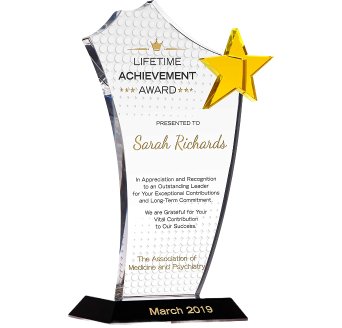 LIFETIME
ACHIEVEMENT
AWARD
PRESENTED TO
Sarah Richards
In Appreciation and Recognition
to an Outstanding Leader
for Your Exceptional Contributions
and Long-Term Commitment.
We are Grateful for Your
Vital Contribution
to Our Success.
The Association of
Medicine and Psychiatry
March 2019